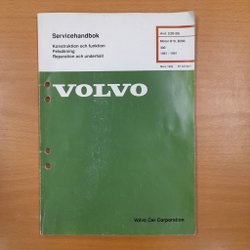 Servicehandbok
Konstruktion och funktion
Felsökning
Reparation och underhåll
VOLVO
Volvo Car Corporation